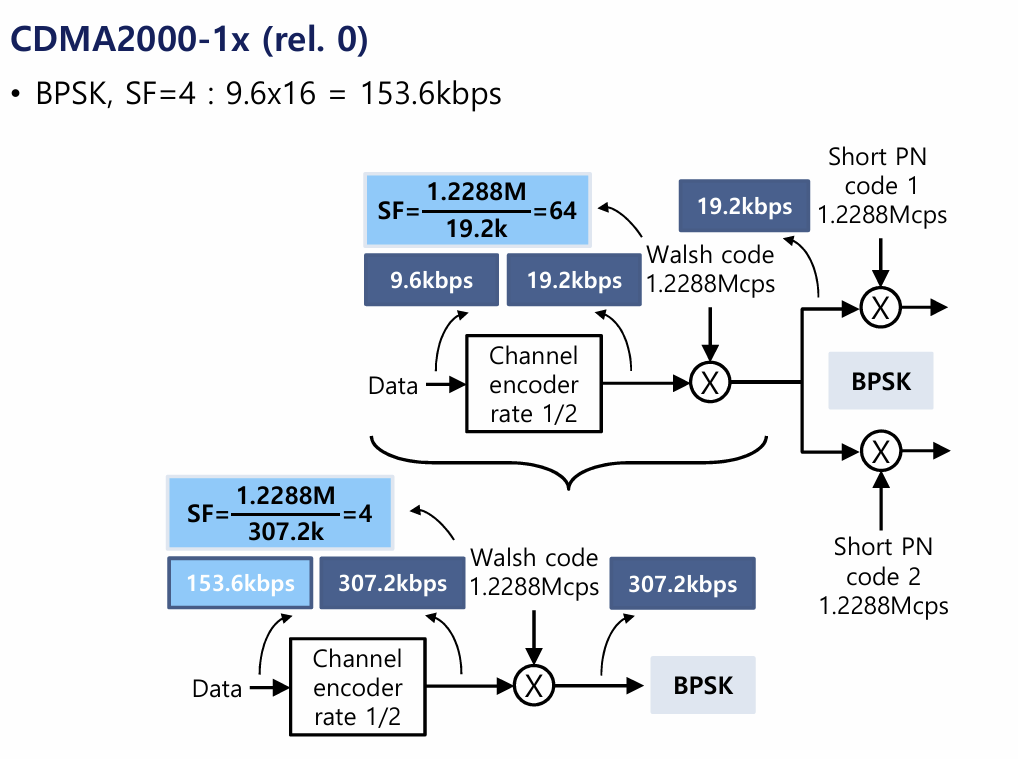 CDMA2000-1x (rel. 0)
• BPSK, SF=4 : 9.6x16 = 153.6kbps
Short PN
code 1
1.2288Mcps
SF=1.2288M/19.2k=64
19.2kbps
Walsh code
1.2288Mcps
9.6kbps
19.2kbps
X
Channel
encoder
rate 1/2
Data
X
BPSK
X
SF=1.2288M/307.2k=4
Short PN
code 2
1.2288Mcps
Walsh code
1.2288Mcps
153.6kbps
307.2kbps
307.2kbps
Channel
encoder
rate 1/2
Data
X
BPSK